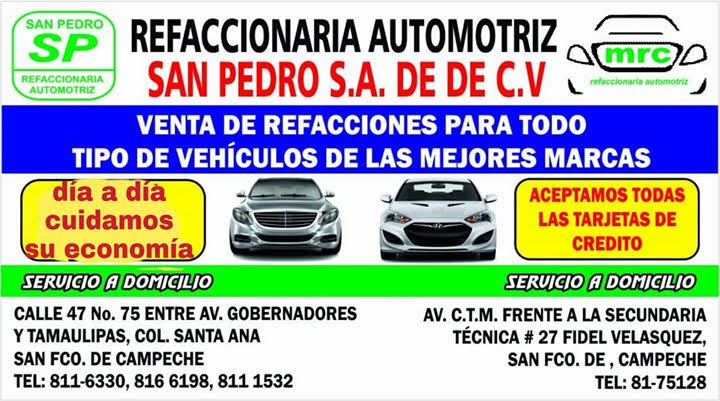 SAN PEDRO
SP
REFACCIONARIA
AUTOMOTRIZ
REFACCIONARIA AUTOMOTRIZ
SAN PEDRO S.A. DE DE C.V
mrc
refaccionaria automotriz
VENTA DE REFACCIONES PARA TODO
TIPO DE VEHÍCULOS DE LAS MEJORES MARCAS
día a día
cuidamos
su economía
ACEPTAMOS TODAS
LAS TARJETAS DE
CREDITO
SERVICIO A DOMICILIO
SERVICIO A DOMICILIO
CALLE 47 No. 75 ENTRE AV. GOBERNADORES
Y TAMAULIPAS, COL. SANTA ANA
SAN FCO. DE CAMPECHE
TEL: 811-6330, 816 6198, 811 1532
AV. C.T.M. FRENTE A LA SECUNDARIA
TÉCNICA # 27 FIDEL VELASQUEZ,
SAN FCO. DE , CAMPECHE
TEL: 81-75128